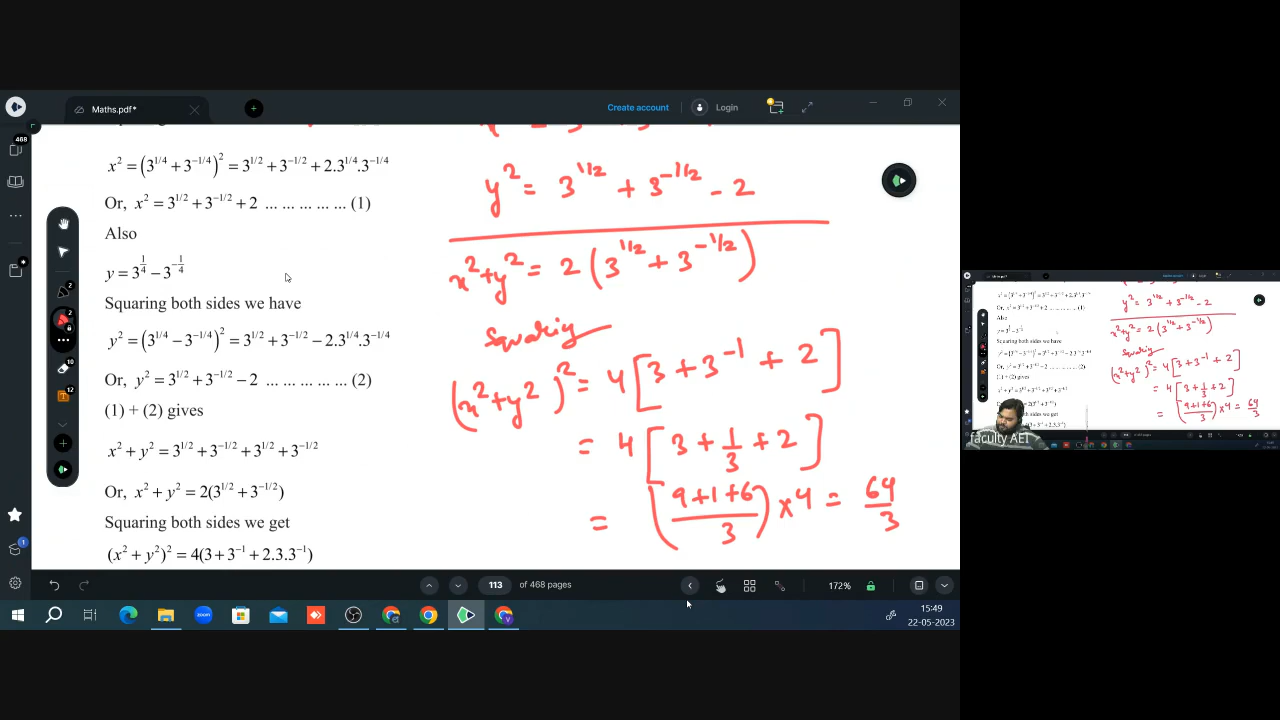 Maths.pdf*
Create account
Login
468
x² = (3^1/4 + 3^−1/4)² = 3^1/2 + 3^−1/2 + 2.3^1/4.3^−1/4
Or, x² = 3^1/2 + 3^−1/2 + 2 ... ... ... ... ... (1)
Also
y = 3^1/4 − 3^−1/4
Squaring both sides we have
y² = (3^1/4 − 3^−1/4)² = 3^1/2 + 3^−1/2 − 2.3^1/4.3^−1/4
Or, y² = 3^1/2 + 3^−1/2 − 2 ... ... ... ... ... (2)
(1) + (2) gives
x² + y² = 3^1/2 + 3^−1/2 + 3^1/2 + 3^−1/2
Or, x² + y² = 2(3^1/2 + 3^−1/2)
Squaring both sides we get
(x² + y²)² = 4(3 + 3^−1 + 2.3.3^−1)
y² = 3^1/2 + 3^−1/2 − 2
x² + y² = 2 (3^1/2 + 3^−1/2)
Squaring
(x² + y²)² = 4 [3 + 3^−1 + 2]
= 4 [3 + 1/3 + 2]
= (9+1+6/3) × 4 = 64/3
2
2
10
12
113 of 468 pages
172%
zoom
15:49
22-05-2023
faculty AEI